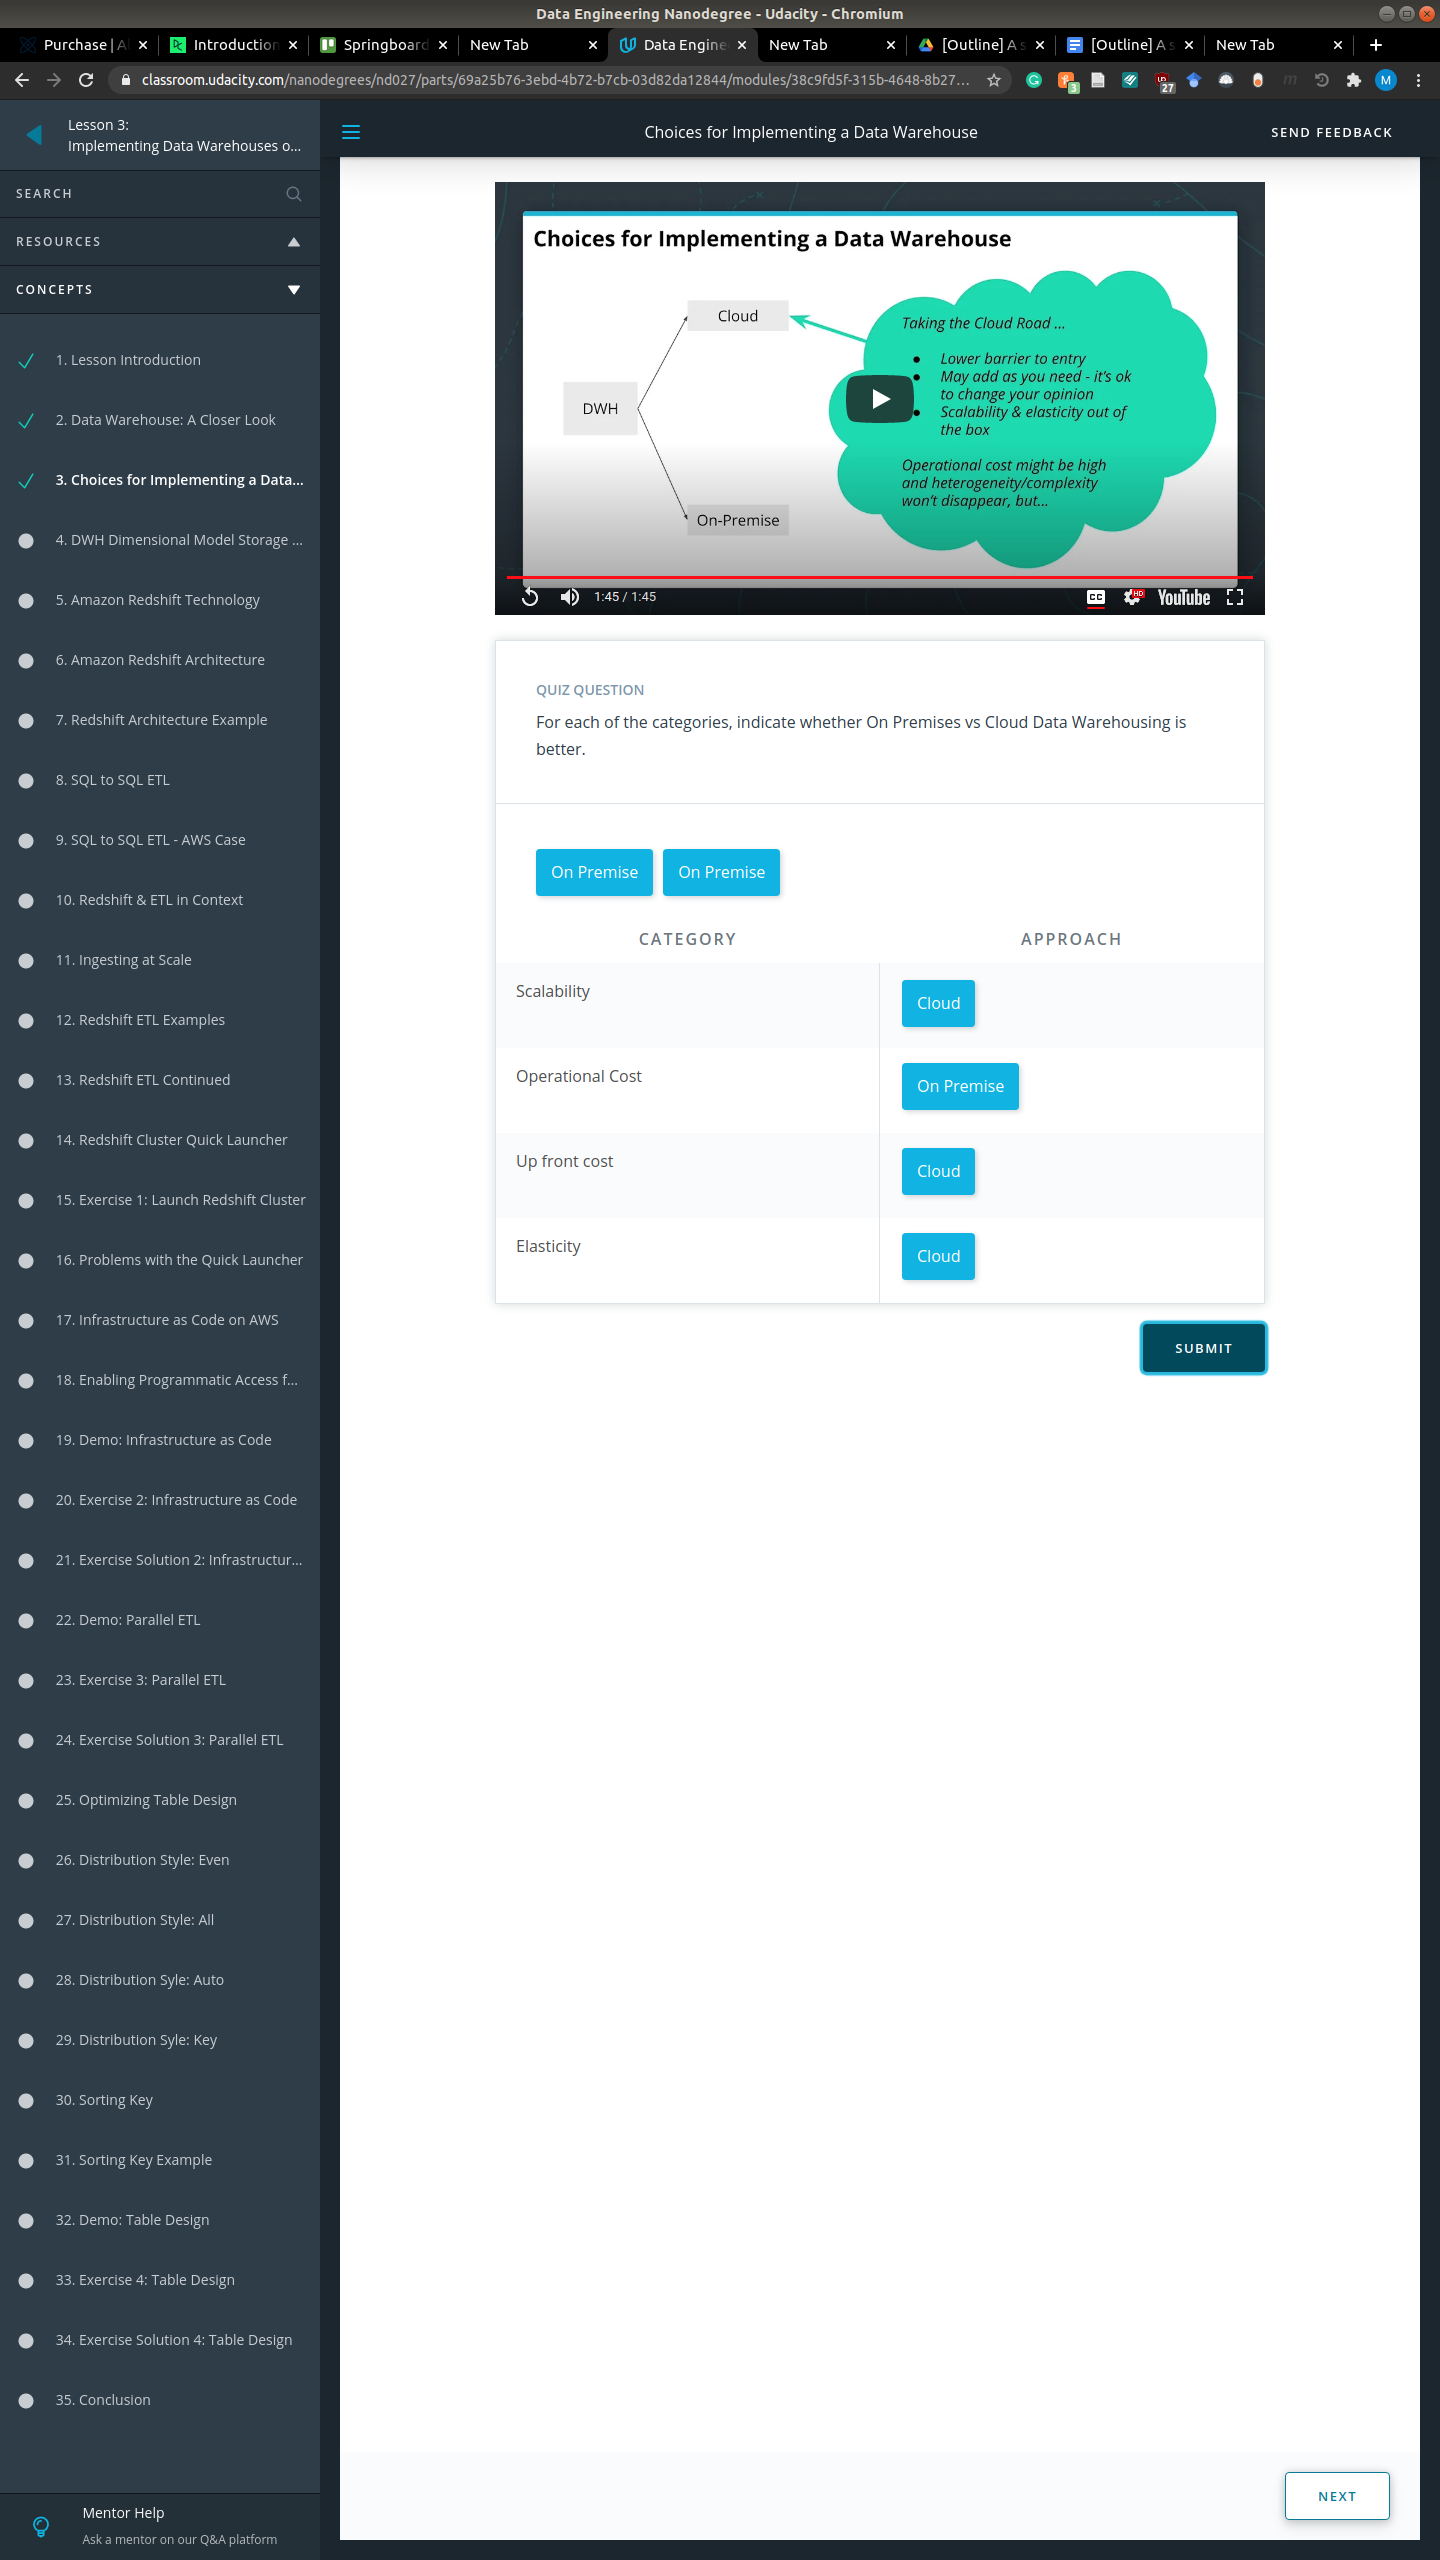 Data Engineering Nanodegree - Udacity - Chromium
Purchase | A
Introduction
Springboard
New Tab
Data Engine
New Tab
[Outline] A s
[Outline] A s
New Tab
classroom.udacity.com/nanodegrees/nd027/parts/69a25b76-3ebd-4b72-b7cb-03d82da12844/modules/38c9fd5f-315b-4648-8b27...
3
27
M
Lesson 3:
Implementing Data Warehouses o...
Choices for Implementing a Data Warehouse
SEND FEEDBACK
SEARCH
RESOURCES
CONCEPTS
1. Lesson Introduction
2. Data Warehouse: A Closer Look
3. Choices for Implementing a Data...
4. DWH Dimensional Model Storage ...
5. Amazon Redshift Technology
6. Amazon Redshift Architecture
7. Redshift Architecture Example
8. SQL to SQL ETL
9. SQL to SQL ETL - AWS Case
10. Redshift & ETL in Context
11. Ingesting at Scale
12. Redshift ETL Examples
13. Redshift ETL Continued
14. Redshift Cluster Quick Launcher
15. Exercise 1: Launch Redshift Cluster
16. Problems with the Quick Launcher
17. Infrastructure as Code on AWS
18. Enabling Programmatic Access f...
19. Demo: Infrastructure as Code
20. Exercise 2: Infrastructure as Code
21. Exercise Solution 2: Infrastructur...
22. Demo: Parallel ETL
23. Exercise 3: Parallel ETL
24. Exercise Solution 3: Parallel ETL
25. Optimizing Table Design
26. Distribution Style: Even
27. Distribution Style: All
28. Distribution Syle: Auto
29. Distribution Syle: Key
30. Sorting Key
31. Sorting Key Example
32. Demo: Table Design
33. Exercise 4: Table Design
34. Exercise Solution 4: Table Design
35. Conclusion
Mentor Help
Ask a mentor on our Q&A platform
Choices for Implementing a Data Warehouse
DWH
Cloud
On-Premise
Taking the Cloud Road ...
Lower barrier to entry
May add as you need - it's ok
to change your opinion
Scalability & elasticity out of
the box
Operational cost might be high
and heterogeneity/complexity
won't disappear, but...
1:45 / 1:45
CC
HD
YouTube
QUIZ QUESTION
For each of the categories, indicate whether On Premises vs Cloud Data Warehousing is
better.
On Premise
On Premise
CATEGORY
APPROACH
Scalability
Cloud
Operational Cost
On Premise
Up front cost
Cloud
Elasticity
Cloud
SUBMIT
NEXT